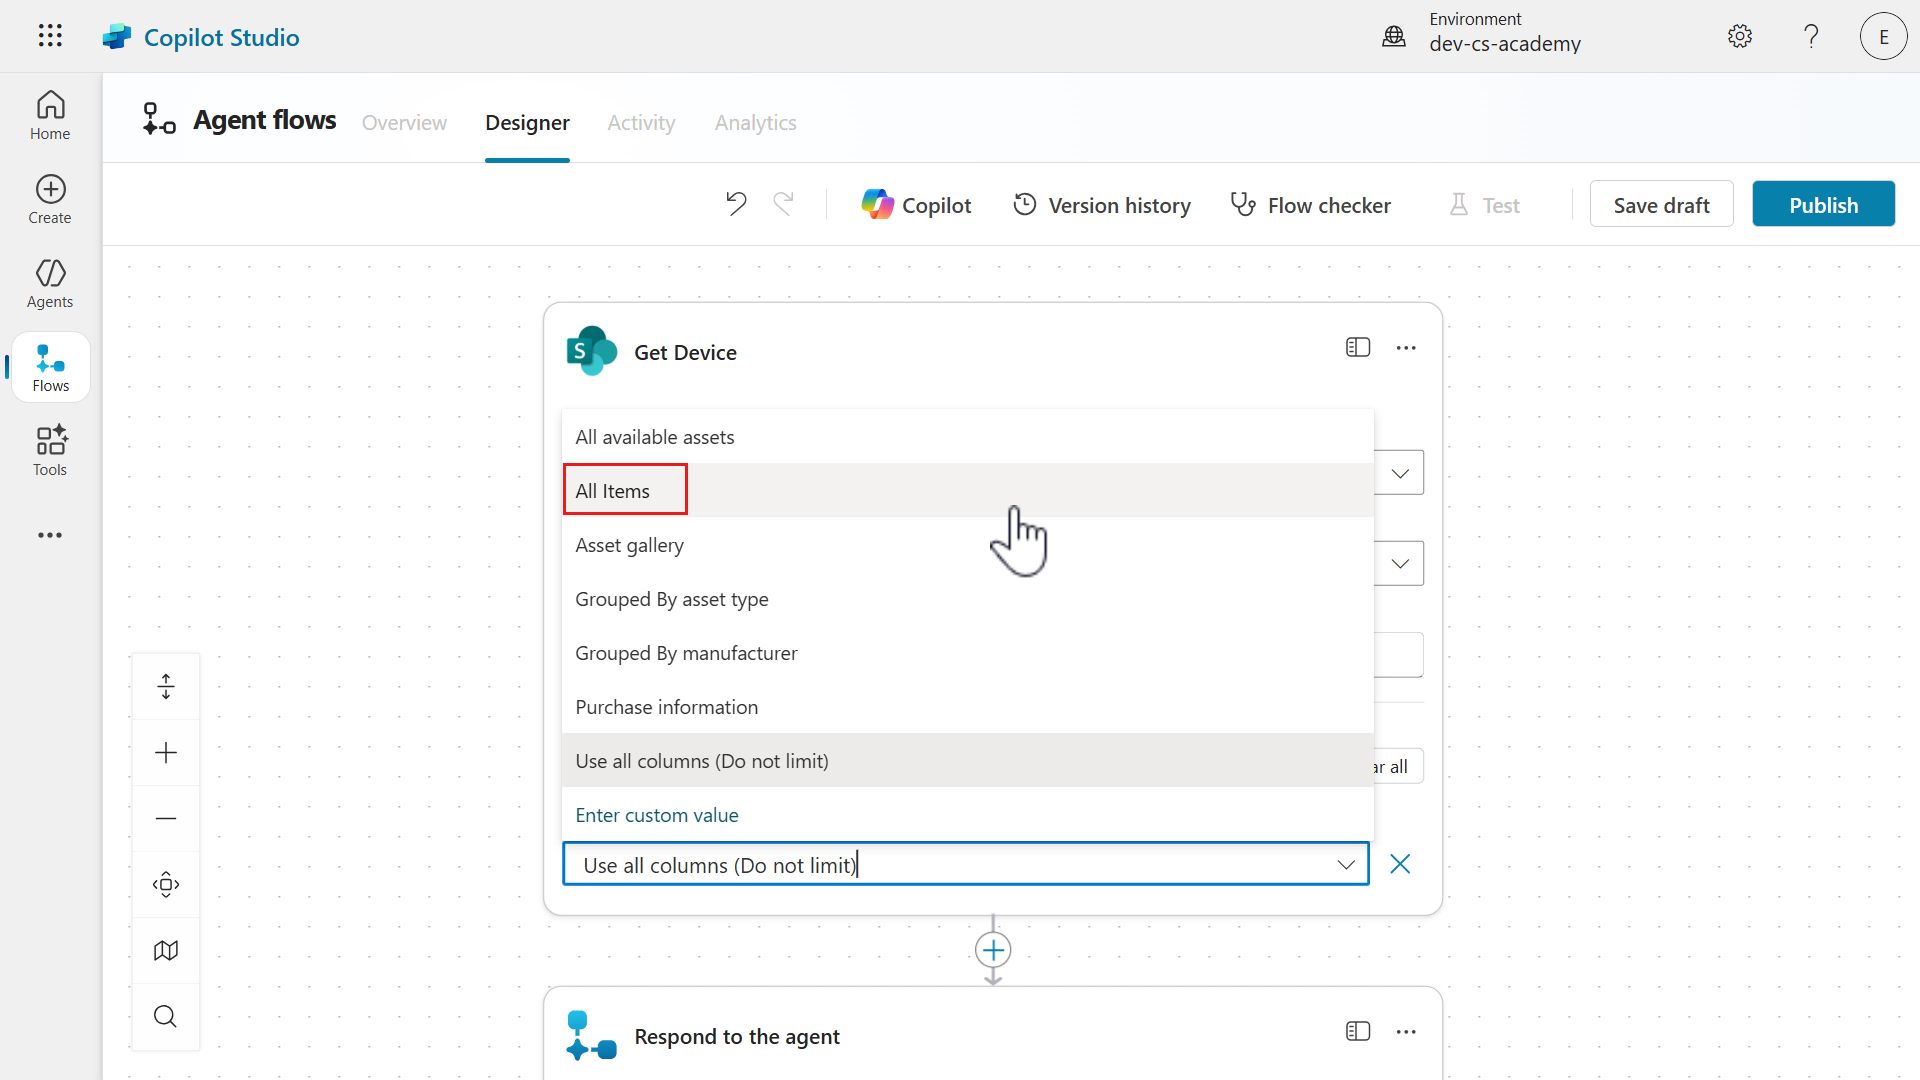 Copilot Studio
Environment
dev-cs-academy
?
E
Home
Create
Agents
Flows
Tools
Agent flows
Overview
Designer
Activity
Analytics
Copilot
Version history
Flow checker
Test
Save draft
Publish
S
Get Device
All available assets
All Items
Asset gallery
Grouped By asset type
Grouped By manufacturer
Purchase information
Use all columns (Do not limit)
ar all
Enter custom value
Use all columns (Do not limit)
Respond to the agent